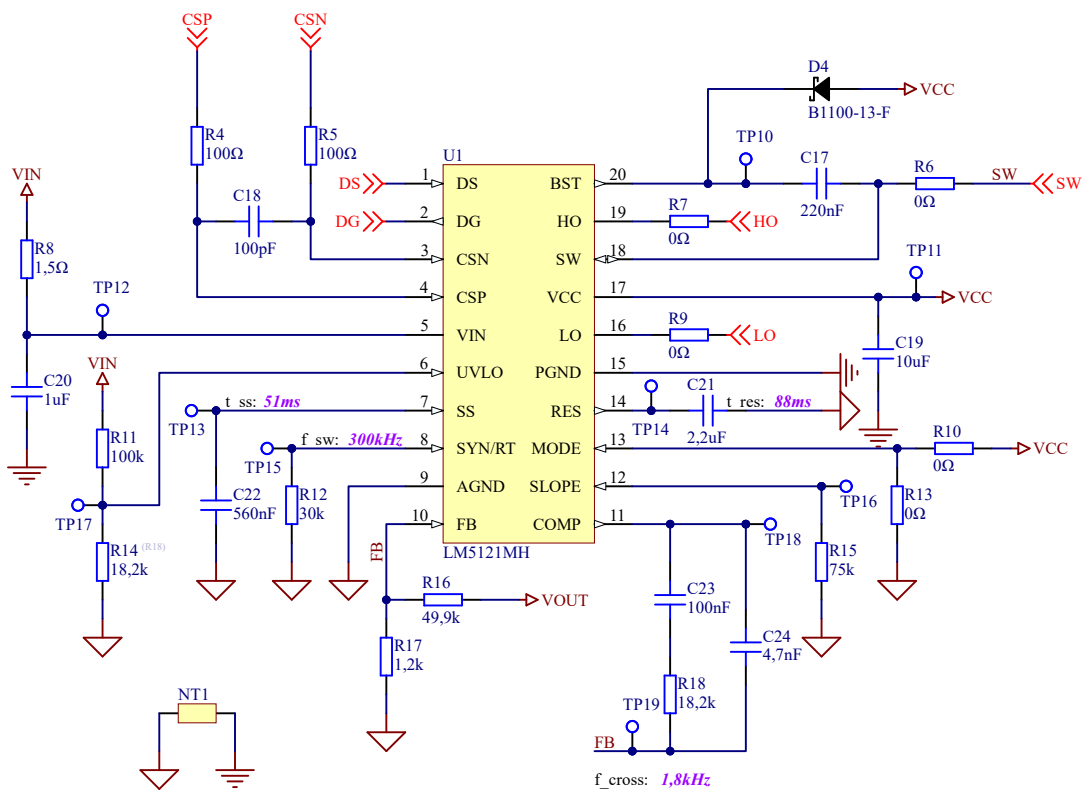 CSP
CSN
R4
100Ω
R5
100Ω
C18
100pF
DS
DG
VIN
R8
1,5Ω
TP12
C20
1uF
VIN
R11
100k
TP17
R14 (R18)
18,2k
TP13
t_ss: 51ms
C22
560nF
TP15
f_sw: 300kHz
R12
30k
U1
1 DS BST 20
2 DG HO 19
3 CSN SW 18
4 CSP VCC 17
5 VIN LO 16
6 UVLO PGND 15
7 SS RES 14
8 SYN/RT MODE 13
9 AGND SLOPE 12
10 FB COMP 11
LM5121MH
FB
R16
49,9k
VOUT
R17
1,2k
NT1
D4
B1100-13-F
VCC
TP10
C17
220nF
R6
0Ω
SW
SW
R7
0Ω
HO
TP11
VCC
R9
0Ω
LO
C19
10uF
TP14
C21
2,2uF
t_res: 88ms
R10
0Ω
VCC
R13
0Ω
TP16
R15
75k
TP18
C23
100nF
C24
4,7nF
R18
18,2k
TP19
FB
f_cross: 1,8kHz